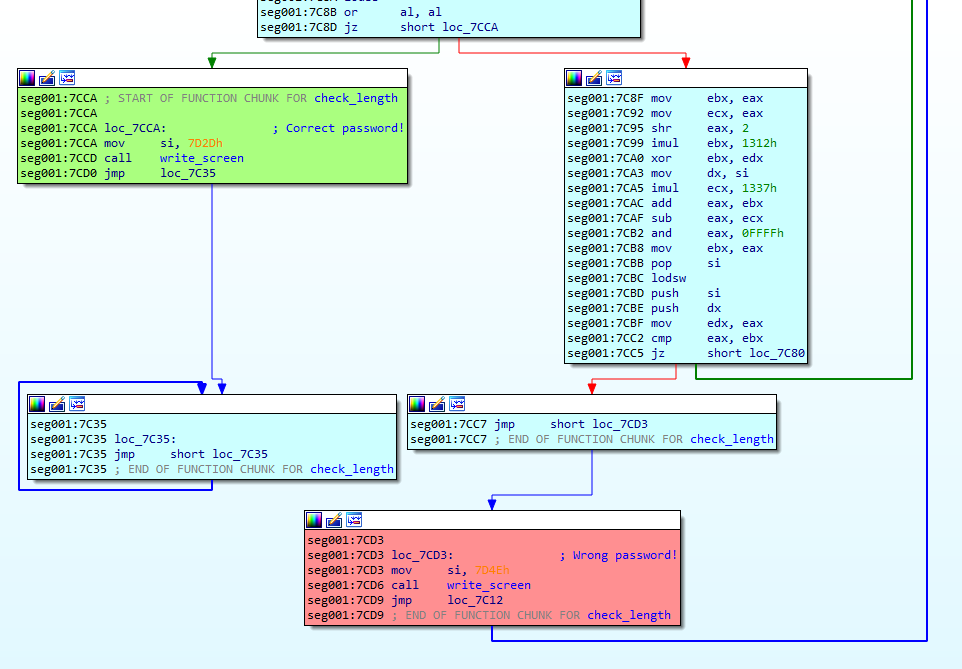 seg001:7C8B or      al, al
seg001:7C8D jz      short loc_7CCA
seg001:7CCA ; START OF FUNCTION CHUNK FOR check_length
seg001:7CCA
seg001:7CCA loc_7CCA:               ; Correct password!
seg001:7CCA mov     si, 7D2Dh
seg001:7CCD call    write_screen
seg001:7CD0 jmp     loc_7C35
seg001:7C8F mov     ebx, eax
seg001:7C92 mov     ecx, eax
seg001:7C95 shr     eax, 2
seg001:7C99 imul    ebx, 1312h
seg001:7CA0 xor     ebx, edx
seg001:7CA3 mov     dx, si
seg001:7CA5 imul    ecx, 1337h
seg001:7CAC add     eax, ebx
seg001:7CAF sub     eax, ecx
seg001:7CB2 and     eax, 0FFFFh
seg001:7CB8 mov     ebx, eax
seg001:7CBB pop     si
seg001:7CBC lodsw
seg001:7CBD push    si
seg001:7CBE push    dx
seg001:7CBF mov     edx, eax
seg001:7CC2 cmp     eax, ebx
seg001:7CC5 jz      short loc_7C80
seg001:7C35
seg001:7C35 loc_7C35:
seg001:7C35 jmp     short loc_7C35
seg001:7C35 ; END OF FUNCTION CHUNK FOR check_length
seg001:7CC7 jmp     short loc_7CD3
seg001:7CC7 ; END OF FUNCTION CHUNK FOR check_length
seg001:7CD3
seg001:7CD3 loc_7CD3:               ; Wrong password!
seg001:7CD3 mov     si, 7D4Eh
seg001:7CD6 call    write_screen
seg001:7CD9 jmp     loc_7C12
seg001:7CD9 ; END OF FUNCTION CHUNK FOR check_length